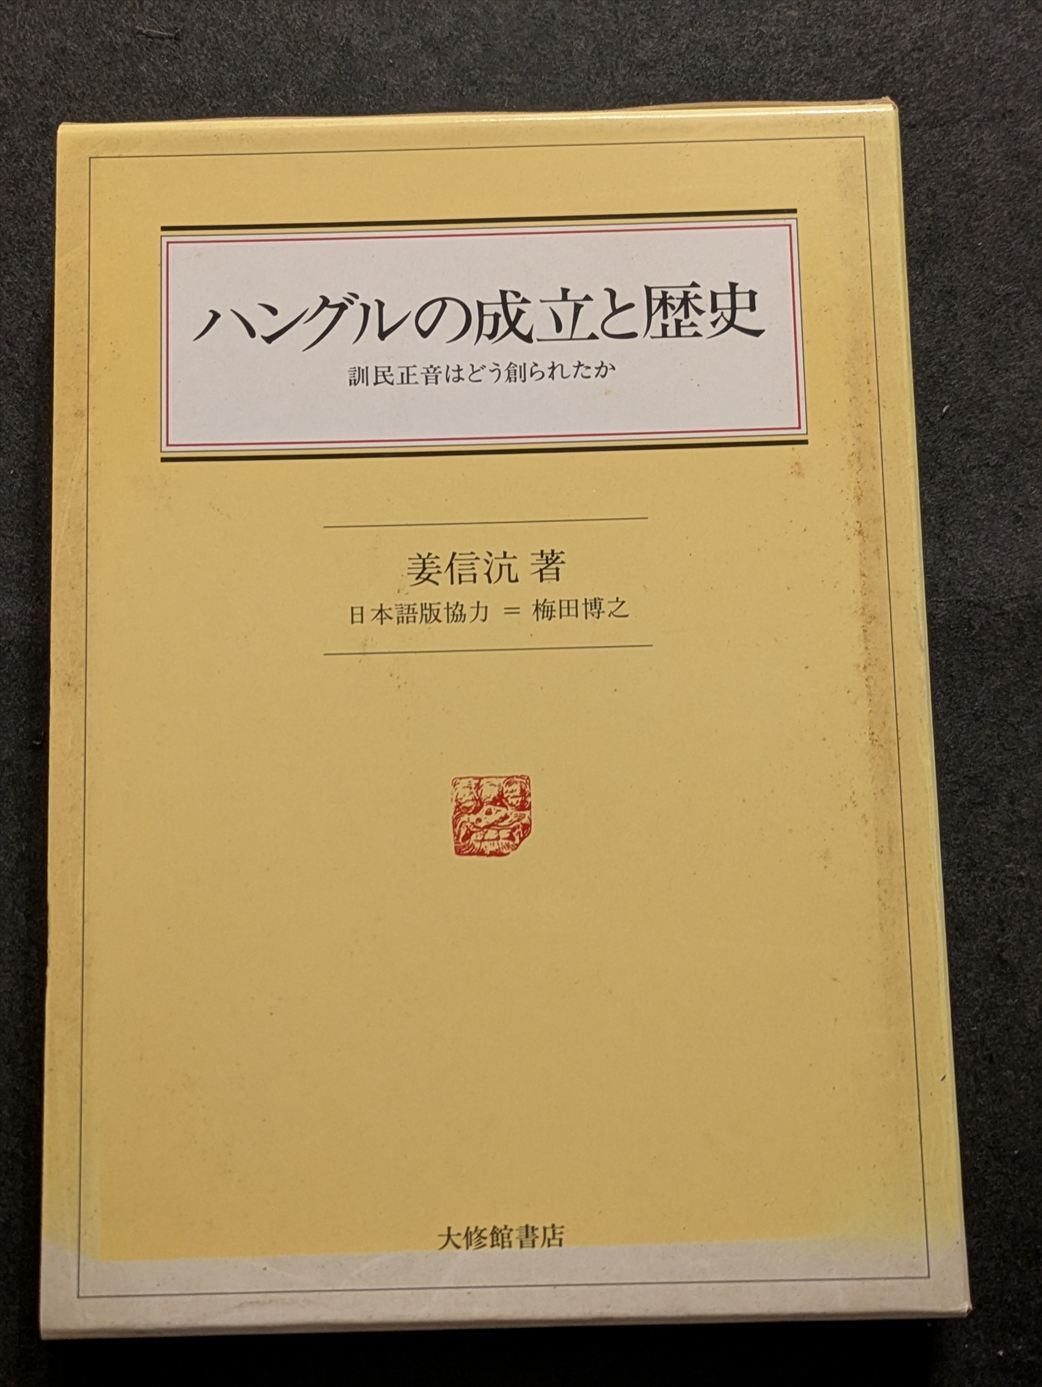 ハングルの成立と歴史
訓民正音はどう創られたか
姜信沆 著
日本語版協力 = 梅田博之
大修館書店